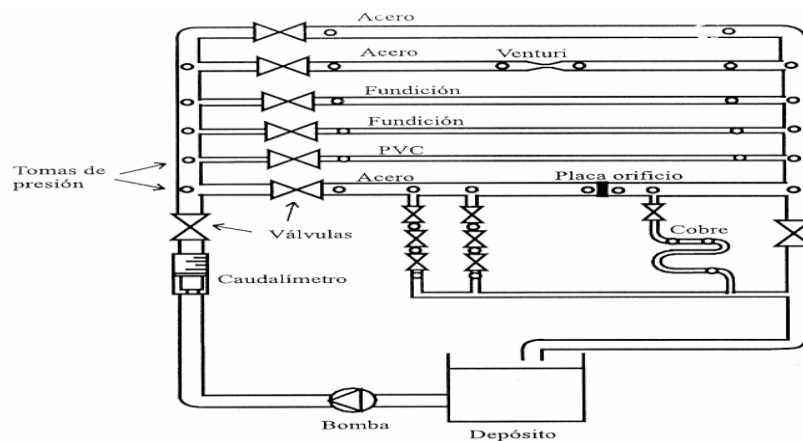 Acero
Acero
Venturi
Fundición
Fundición
PVC
Tomas de
presión
Acero
Placa orificio
Válvulas
Cobre
Caudalímetro
Bomba
Depósito